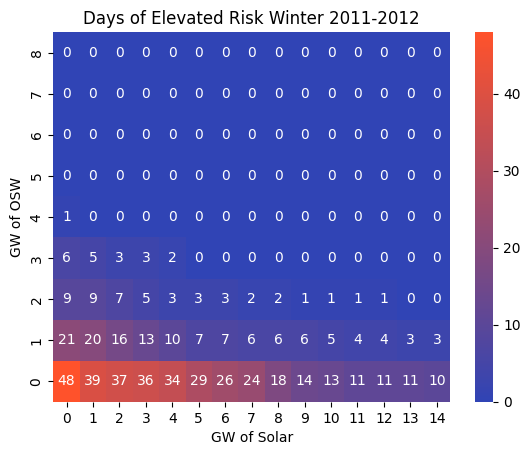 Days of Elevated Risk Winter 2011-2012
GW of OSW
8 0 0 0 0 0 0 0 0 0 0 0 0 0 0 0
7 0 0 0 0 0 0 0 0 0 0 0 0 0 0 0
6 0 0 0 0 0 0 0 0 0 0 0 0 0 0 0
5 0 0 0 0 0 0 0 0 0 0 0 0 0 0 0
4 1 0 0 0 0 0 0 0 0 0 0 0 0 0 0
3 6 5 3 3 2 0 0 0 0 0 0 0 0 0 0
2 9 9 7 5 3 3 3 2 2 1 1 1 1 0 0
1 21 20 16 13 10 7 7 6 6 6 5 4 4 3 3
0 48 39 37 36 34 29 26 24 18 14 13 11 11 11 10
0 1 2 3 4 5 6 7 8 9 10 11 12 13 14
GW of Solar
40
30
20
10
0